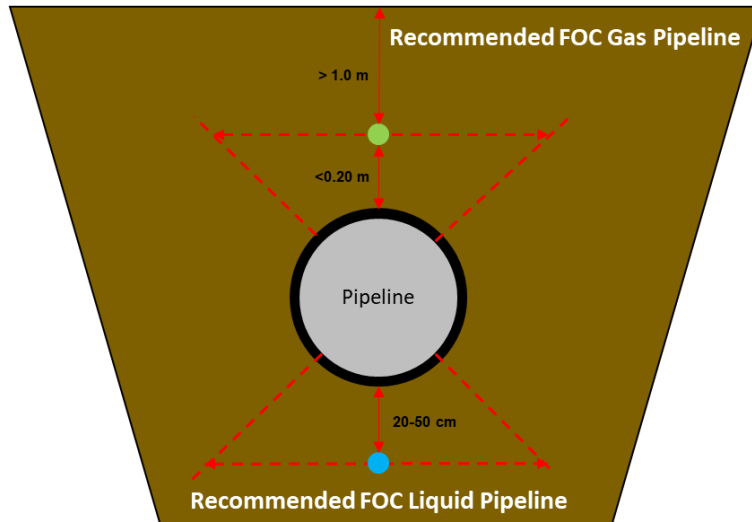 Recommended FOC Gas Pipeline
> 1.0 m
<0.20 m
Pipeline
20-50 cm
Recommended FOC Liquid Pipeline